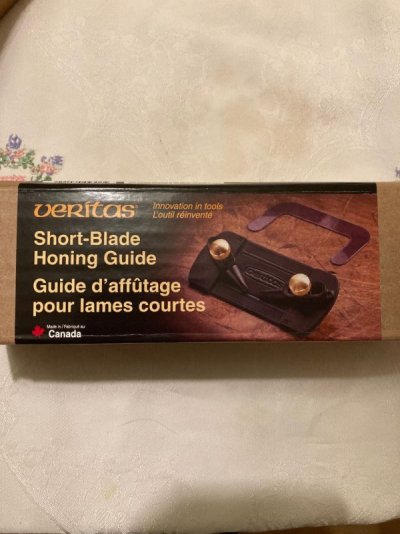 veritas
Innovation in tools
L'outil réinventé
Short-Blade
Honing Guide
Guide d'affûtage
pour lames courtes
Made in / Fabriqué au
Canada